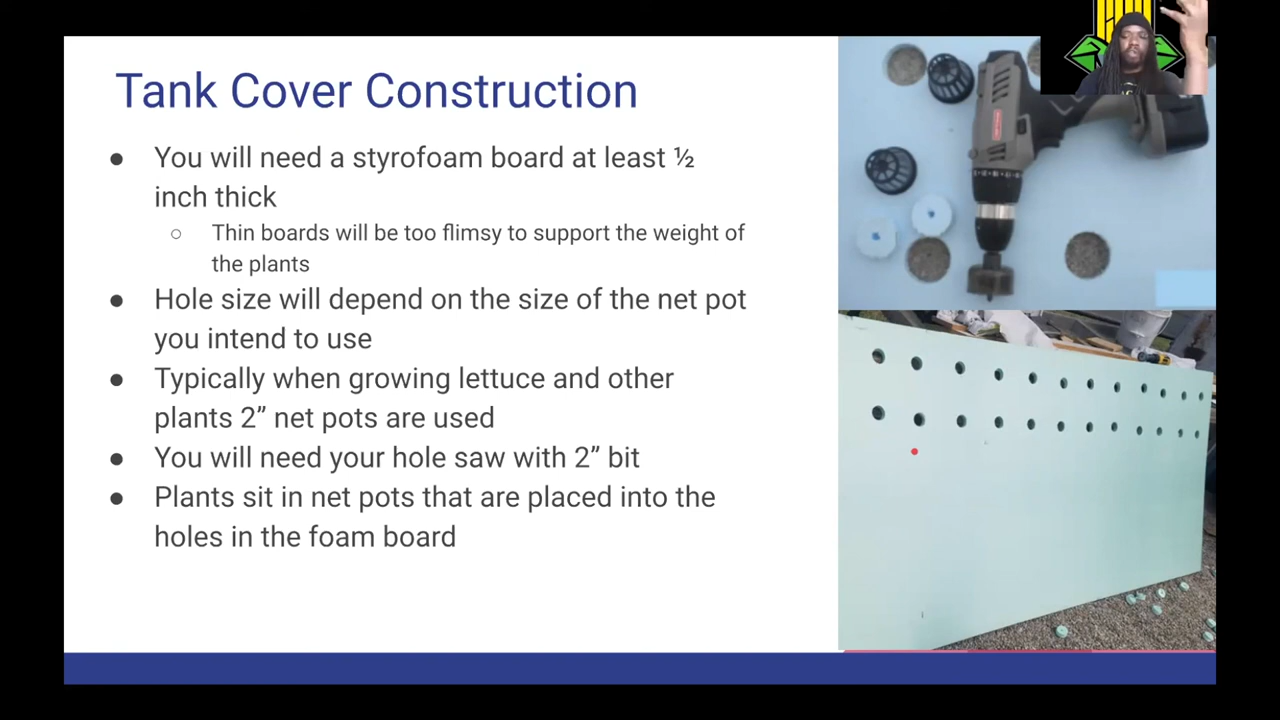 Tank Cover Construction
● You will need a styrofoam board at least ½
inch thick
○ Thin boards will be too flimsy to support the weight of
the plants
● Hole size will depend on the size of the net pot
you intend to use
● Typically when growing lettuce and other
plants 2” net pots are used
● You will need your hole saw with 2” bit
● Plants sit in net pots that are placed into the
holes in the foam board